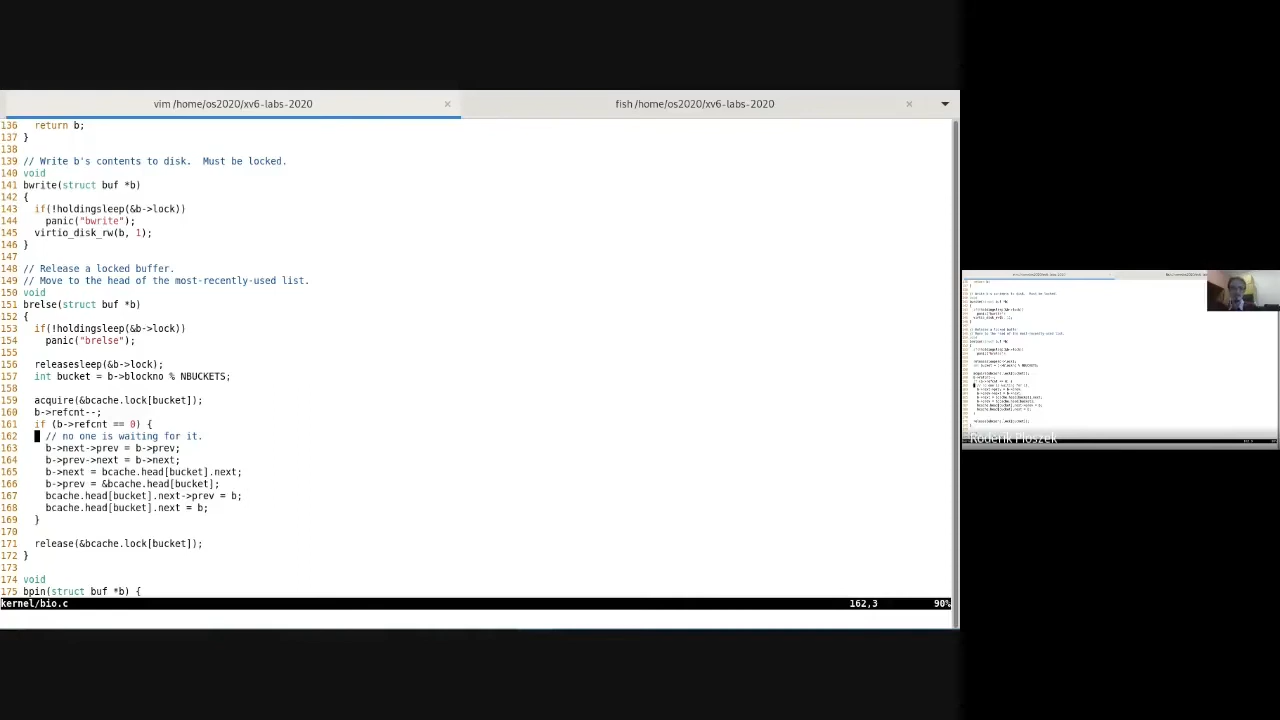 vim /home/os2020/xv6-labs-2020 × fish /home/os2020/xv6-labs-2020 ×
136   return b;
137 }
138
139 // Write b's contents to disk.  Must be locked.
140 void
141 bwrite(struct buf *b)
142 {
143   if(!holdingsleep(&b->lock))
144     panic("bwrite");
145   virtio_disk_rw(b, 1);
146 }
147
148 // Release a locked buffer.
149 // Move to the head of the most-recently-used list.
150 void
151 brelse(struct buf *b)
152 {
153   if(!holdingsleep(&b->lock))
154     panic("brelse");
155
156   releasesleep(&b->lock);
157   int bucket = b->blockno % NBUCKETS;
158
159   acquire(&bcache.lock[bucket]);
160   b->refcnt--;
161   if (b->refcnt == 0) {
162     // no one is waiting for it.
163     b->next->prev = b->prev;
164     b->prev->next = b->next;
165     b->next = bcache.head[bucket].next;
166     b->prev = &bcache.head[bucket];
167     bcache.head[bucket].next->prev = b;
168     bcache.head[bucket].next = b;
169   }
170
171   release(&bcache.lock[bucket]);
172 }
173
174 void
175 bpin(struct buf *b) {
kernel/bio.c 162,3 90%
Roderik Ploszek